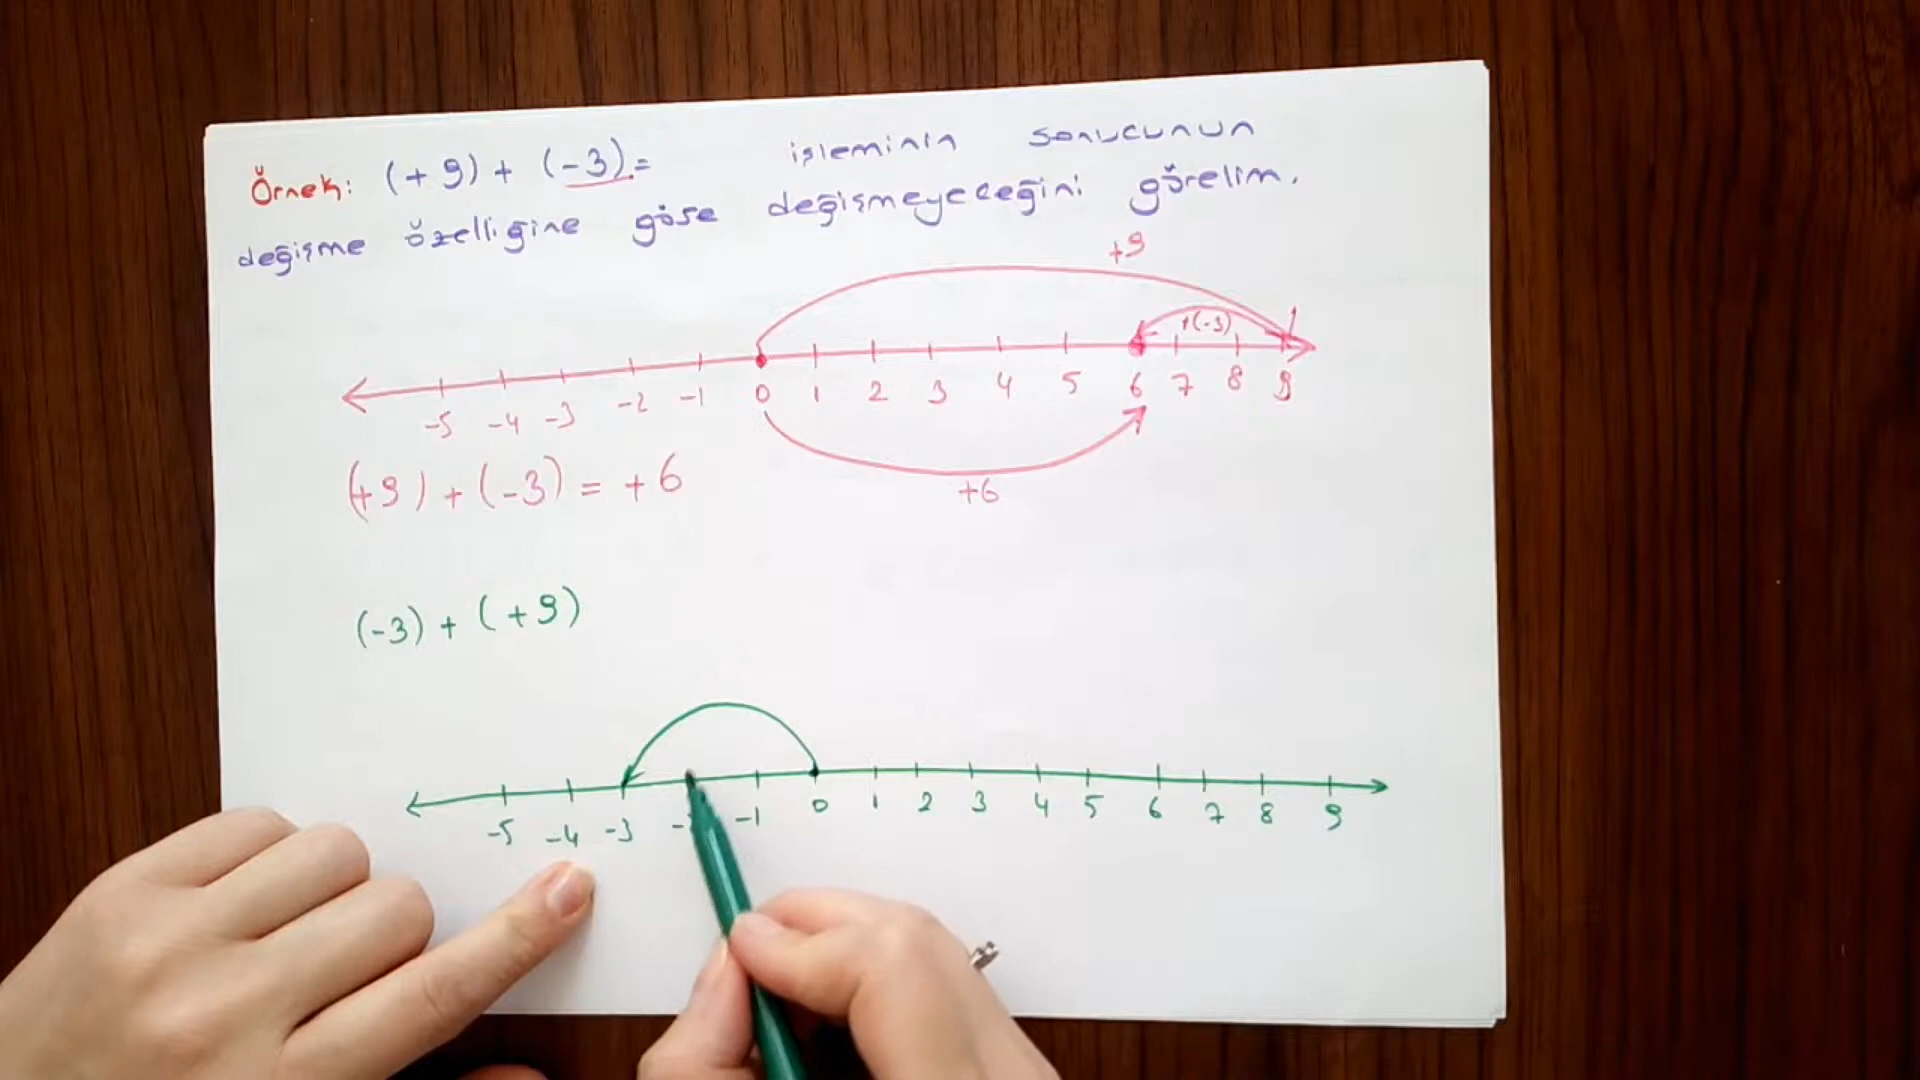 Örnek: (+9) + (-3) = işleminin sonucunun
değişme özelliğine göre değişmeyeceğini görelim.
+9
+(-3)
-5 -4 -3 -2 -1 0 1 2 3 4 5 6 7 8 9
+6
(+9) + (-3) = +6
(-3) + (+9)
-5 -4 -3 -1 0 1 2 3 4 5 6 7 8 9